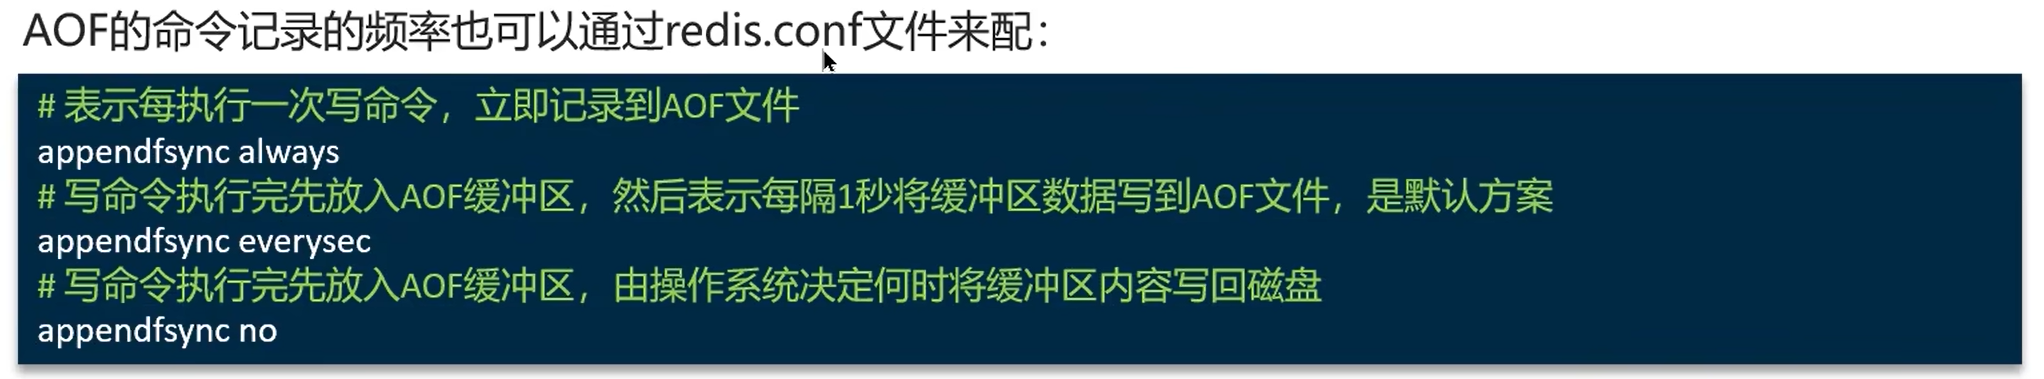 AOF的命令记录的频率也可以通过redis.conf文件来配：
# 表示每执行一次写命令，立即记录到AOF文件
appendfsync always
# 写命令执行完先放入AOF缓冲区，然后表示每隔1秒将缓冲区数据写到AOF文件，是默认方案
appendfsync everysec
# 写命令执行完先放入AOF缓冲区，由操作系统决定何时将缓冲区内容写回磁盘
appendfsync no